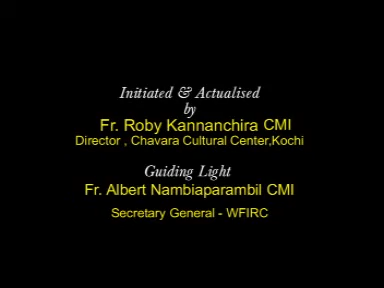 Initiated & Actualised
by
Fr. Roby Kannanchira CMI
Director , Chavara Cultural Center,Kochi
Guiding Light
Fr. Albert Nambiaparambil CMI
Secretary General - WFIRC